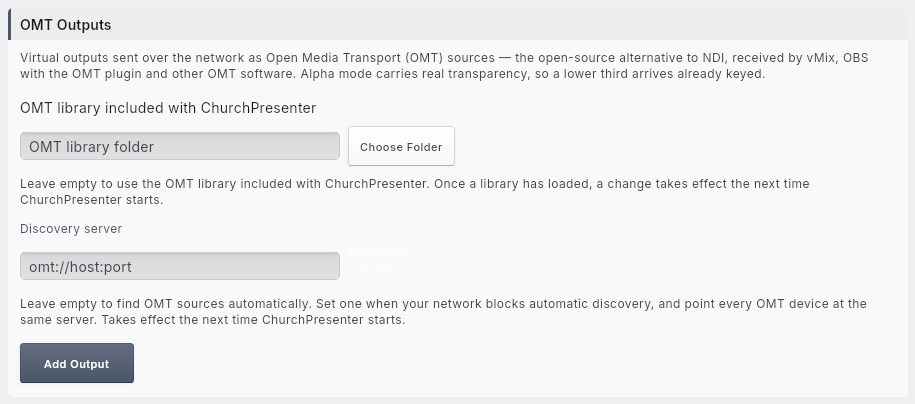 OMT Outputs
Virtual outputs sent over the network as Open Media Transport (OMT) sources — the open-source alternative to NDI, received by vMix, OBS
with the OMT plugin and other OMT software. Alpha mode carries real transparency, so a lower third arrives already keyed.
OMT library included with ChurchPresenter
OMT library folder
Choose Folder
Leave empty to use the OMT library included with ChurchPresenter. Once a library has loaded, a change takes effect the next time
ChurchPresenter starts.
Discovery server
omt://host:port
Leave empty to find OMT sources automatically. Set one when your network blocks automatic discovery, and point every OMT device at the
same server. Takes effect the next time ChurchPresenter starts.
Add Output